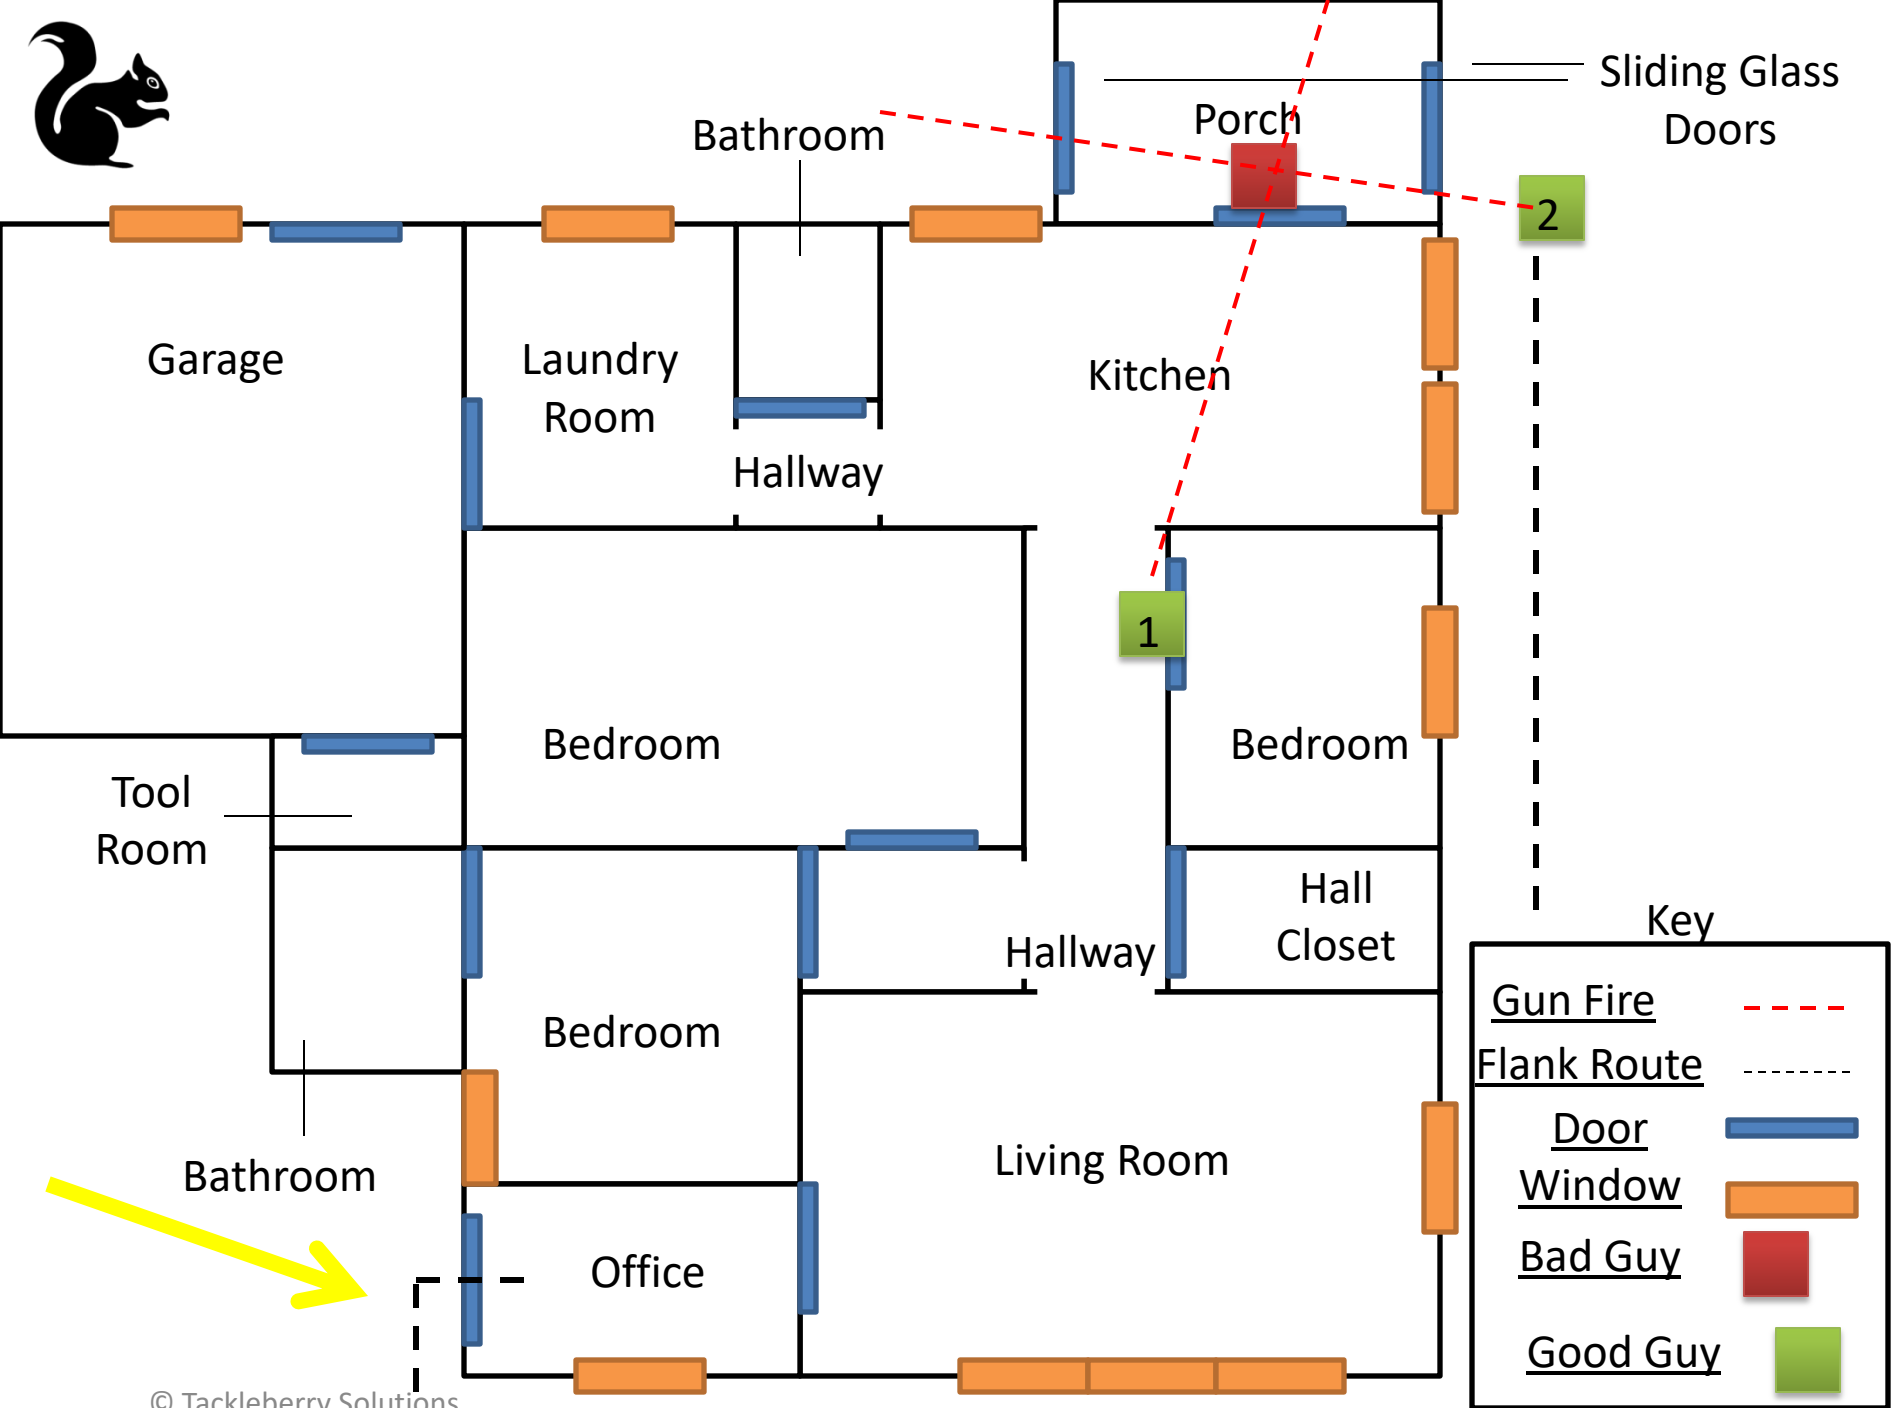 Sliding Glass
Doors
Porch
Bathroom
2
Garage
Laundry
Room
Kitchen
Hallway
1
Bedroom
Bedroom
Tool
Room
Hall
Closet
Hallway
Key
Gun Fire
Flank Route
Bedroom
Door
Window
Living Room
Bathroom
Office
Bad Guy
Good Guy
© Tackleberry Solutions